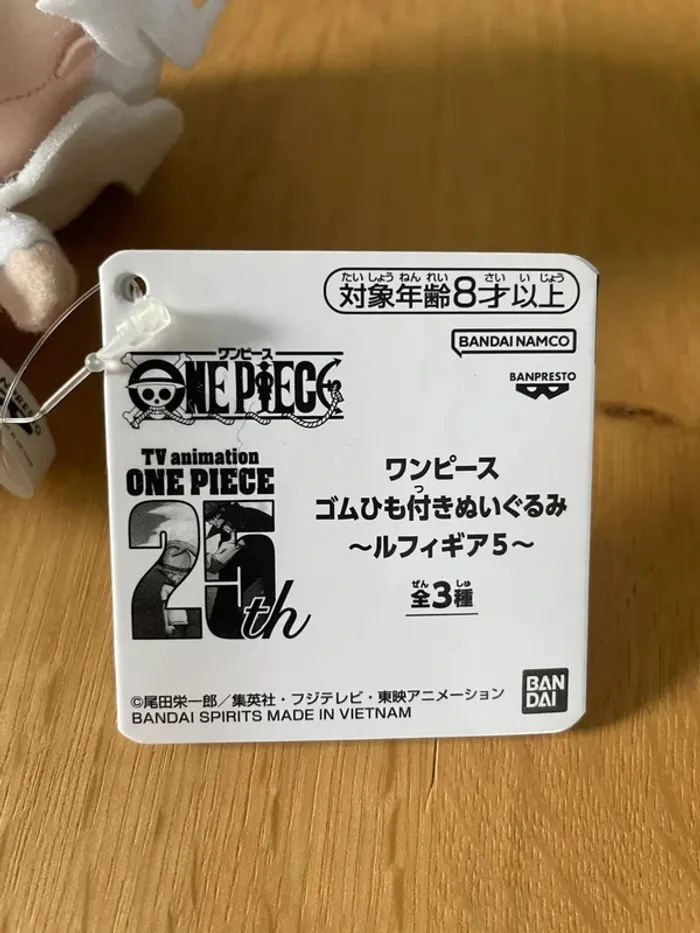 たいしょうねんれい さいいじょう
対象年齢8才以上
BANDAI NAMCO
BANPRESTO
ワンピース
ONE PIECE
TV animation
ONE PIECE
25th
ワンピース
つ
ゴムひも付きぬいぐるみ
～ルフィギア5～
ぜん しゅ
全3種
©尾田栄一郎／集英社・フジテレビ・東映アニメーション
BANDAI SPIRITS MADE IN VIETNAM
BAN
DAI